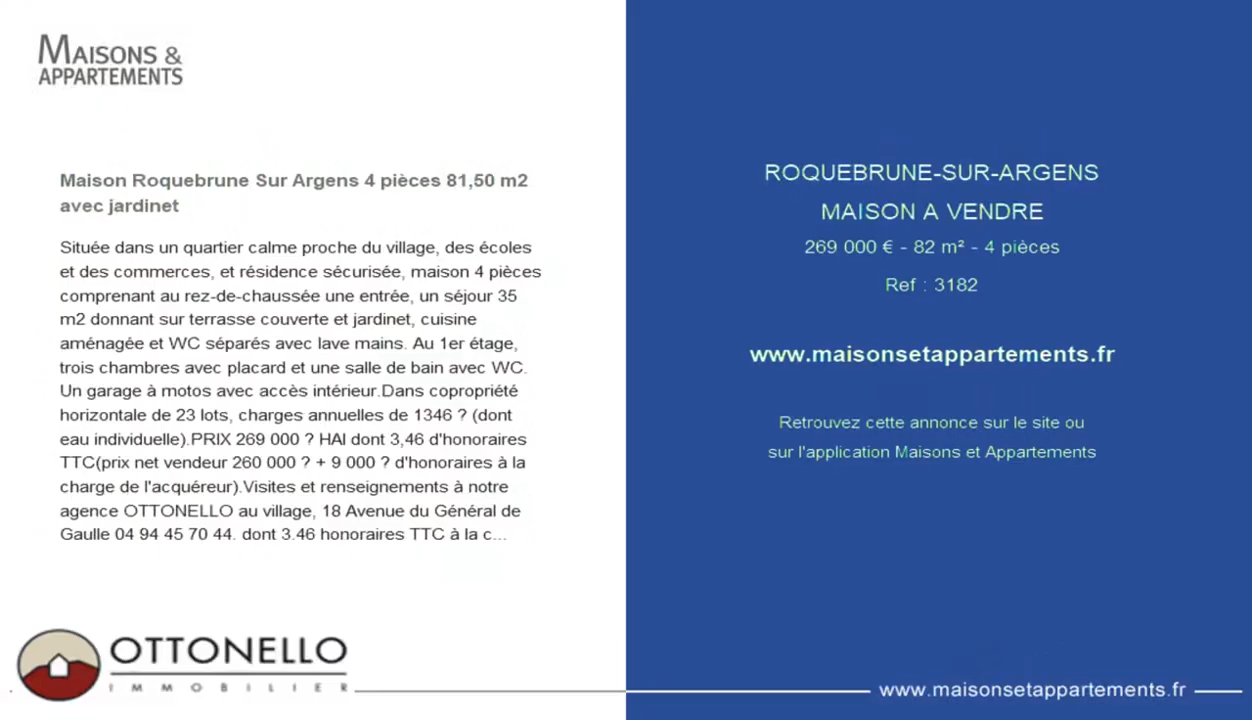 MAISONS &
APPARTEMENTS
Maison Roquebrune Sur Argens 4 pièces 81,50 m2
avec jardinet
Située dans un quartier calme proche du village, des écoles
et des commerces, et résidence sécurisée, maison 4 pièces
comprenant au rez-de-chaussée une entrée, un séjour 35
m2 donnant sur terrasse couverte et jardinet, cuisine
aménagée et WC séparés avec lave mains. Au 1er étage,
trois chambres avec placard et une salle de bain avec WC.
Un garage à motos avec accès intérieur.Dans copropriété
horizontale de 23 lots, charges annuelles de 1346 ? (dont
eau individuelle).PRIX 269 000 ? HAI dont 3,46 d'honoraires
TTC(prix net vendeur 260 000 ? + 9 000 ? d'honoraires à la
charge de l'acquéreur).Visites et renseignements à notre
agence OTTONELLO au village, 18 Avenue du Général de
Gaulle 04 94 45 70 44. dont 3.46 honoraires TTC à la c...
OTTONELLO
IMMOBILIER
ROQUEBRUNE-SUR-ARGENS
MAISON A VENDRE
269 000 € - 82 m² - 4 pièces
Ref : 3182
www.maisonsetappartements.fr
Retrouvez cette annonce sur le site ou
sur l'application Maisons et Appartements
www.maisonsetappartements.fr